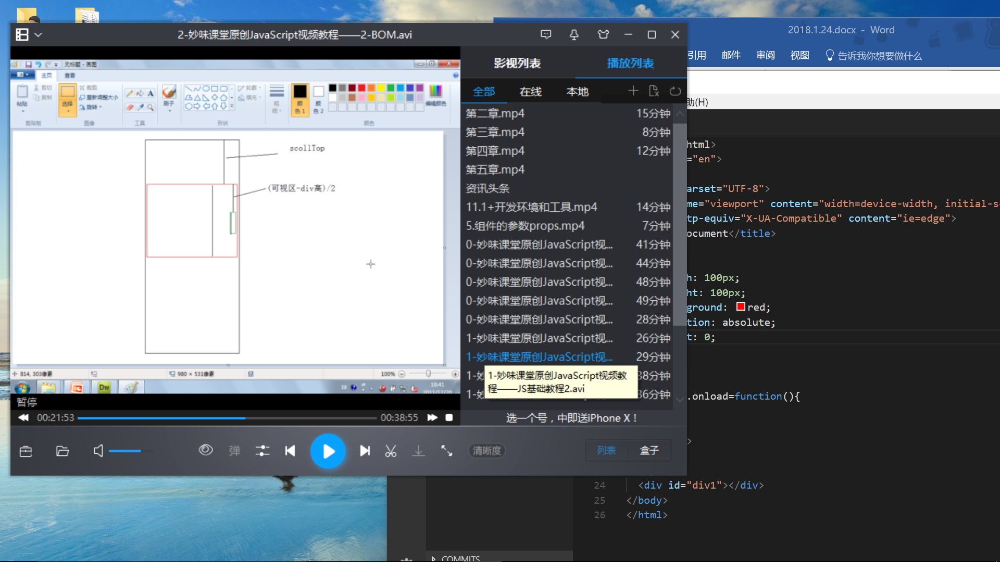 2-妙味课堂原创JavaScript视频教程——2-BOM.avi
2018.1.24.docx - Word
引用 邮件 审阅 视图 告诉我你想要做什么
助(H)
影视列表 播放列表
全部 在线 本地
第二章.mp4 15分钟
第三章.mp4 8分钟
第四章.mp4 12分钟
第五章.mp4
资讯头条
11.1+开发环境和工具.mp4 14分钟
5.组件的参数props.mp4 7分钟
0-妙味课堂原创JavaScript视... 41分钟
0-妙味课堂原创JavaScript视... 44分钟
0-妙味课堂原创JavaScript视... 48分钟
0-妙味课堂原创JavaScript视... 49分钟
0-妙味课堂原创JavaScript视... 28分钟
1-妙味课堂原创JavaScript视... 26分钟
1-妙味课堂原创JavaScript视... 29分钟
1-妙 38分钟
1-妙 36分钟
1-妙味课堂原创JavaScript视频教
程——JS基础教程2.avi
选一个号，中即送iPhone X！
列表 盒子
无标题 - 画图
主页 查看
粘贴 剪切 复制
剪贴板
选择 裁剪 重新调整大小 旋转
图像
工具
刷子
形状
轮廓 填充
粗细
颜色1 颜色2
编辑颜色
颜色
scollTop
(可视区-div高)/2
814, 303像素 980 × 531像素 100%
Dw
18:41
2011/12/20
暂停
00:21:53 00:38:55
弹 清晰度
html>
="en">
arset="UTF-8">
me="viewport" content="width=device-width, initial-s
tp-equiv="X-UA-Compatible" content="ie=edge">
ocument</title>
h: 100px;
ht: 100px;
ground: red;
tion: absolute;
t: 0;
.onload=function(){
>
24 <div id="div1"></div>
25 </body>
26 </html>
COMMITS